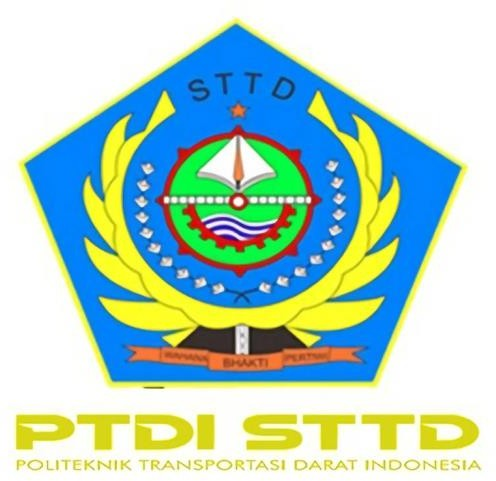 STTD
WAHANA BHAKTI PERTIWI
PTDI STTD
POLITEKNIK TRANSPORTASI DARAT INDONESIA